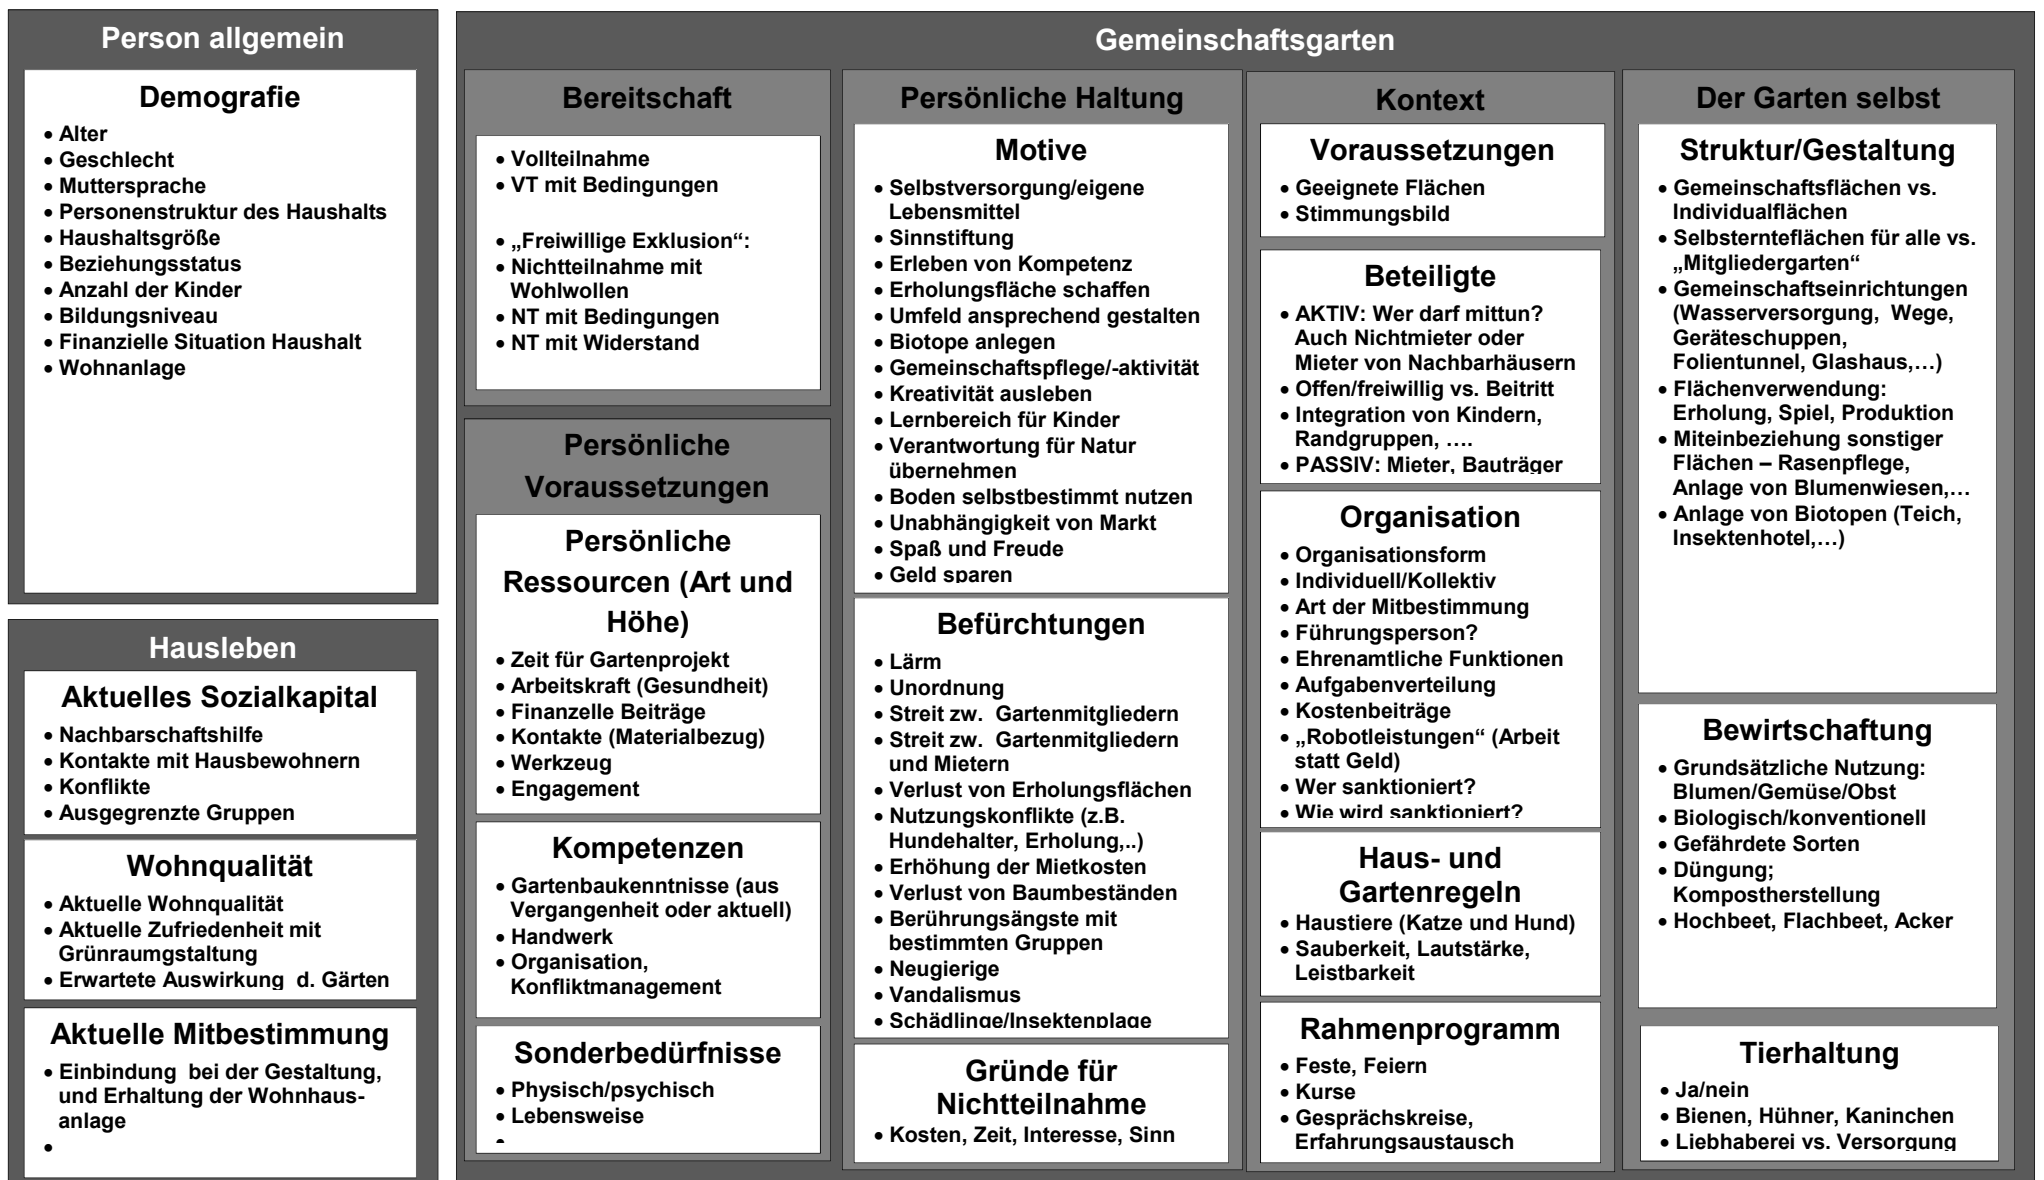 Person allgemein
Demografie
• Alter
• Geschlecht
• Muttersprache
• Personenstruktur des Haushalts
• Haushaltsgröße
• Beziehungsstatus
• Anzahl der Kinder
• Bildungsniveau
• Finanzielle Situation Haushalt
• Wohnanlage
Hausleben
Aktuelles Sozialkapital
• Nachbarschaftshilfe
• Kontakte mit Hausbewohnern
• Konflikte
• Ausgegrenzte Gruppen
Wohnqualität
• Aktuelle Wohnqualität
• Aktuelle Zufriedenheit mit
Grünraumgstaltung
• Erwartete Auswirkung d. Gärten
Aktuelle Mitbestimmung
• Einbindung bei der Gestaltung,
und Erhaltung der Wohnhaus-
anlage
•
Gemeinschaftsgarten
Bereitschaft
• Vollteilnahme
• VT mit Bedingungen
• „Freiwillige Exklusion“:
• Nichtteilnahme mit
Wohlwollen
• NT mit Bedingungen
• NT mit Widerstand
Persönliche
Voraussetzungen
Persönliche
Ressourcen (Art und
Höhe)
• Zeit für Gartenprojekt
• Arbeitskraft (Gesundheit)
• Finanzelle Beiträge
• Kontakte (Materialbezug)
• Werkzeug
• Engagement
Kompetenzen
• Gartenbaukenntnisse (aus
Vergangenheit oder aktuell)
• Handwerk
• Organisation,
Konfliktmanagement
Sonderbedürfnisse
• Physisch/psychisch
• Lebensweise
•
Persönliche Haltung
Motive
• Selbstversorgung/eigene
Lebensmittel
• Sinnstiftung
• Erleben von Kompetenz
• Erholungsfläche schaffen
• Umfeld ansprechend gestalten
• Biotope anlegen
• Gemeinschaftspflege/-aktivität
• Kreativität ausleben
• Lernbereich für Kinder
• Verantwortung für Natur
übernehmen
• Boden selbstbestimmt nutzen
• Unabhängigkeit von Markt
• Spaß und Freude
• Geld sparen
Befürchtungen
• Lärm
• Unordnung
• Streit zw. Gartenmitgliedern
• Streit zw. Gartenmitgliedern
und Mietern
• Verlust von Erholungsflächen
• Nutzungskonflikte (z.B.
Hundehalter, Erholung,..)
• Erhöhung der Mietkosten
• Verlust von Baumbeständen
• Berührungsängste mit
bestimmten Gruppen
• Neugierige
• Vandalismus
• Schädlinge/Insektenplage
Gründe für
Nichtteilnahme
• Kosten, Zeit, Interesse, Sinn
Kontext
Voraussetzungen
• Geeignete Flächen
• Stimmungsbild
Beteiligte
• AKTIV: Wer darf mittun?
Auch Nichtmieter oder
Mieter von Nachbarhäusern
• Offen/freiwillig vs. Beitritt
• Integration von Kindern,
Randgruppen, ….
• PASSIV: Mieter, Bauträger
Organisation
• Organisationsform
• Individuell/Kollektiv
• Art der Mitbestimmung
• Führungsperson?
• Ehrenamtliche Funktionen
• Aufgabenverteilung
• Kostenbeiträge
• „Robotleistungen“ (Arbeit
statt Geld)
• Wer sanktioniert?
• Wie wird sanktioniert?
Haus- und
Gartenregeln
• Haustiere (Katze und Hund)
• Sauberkeit, Lautstärke,
Leistbarkeit
Rahmenprogramm
• Feste, Feiern
• Kurse
• Gesprächskreise,
Erfahrungsaustausch
Der Garten selbst
Struktur/Gestaltung
• Gemeinschaftsflächen vs.
Individualflächen
• Selbsternteflächen für alle vs.
„Mitgliedergarten“
• Gemeinschaftseinrichtungen
(Wasserversorgung, Wege,
Geräteschuppen,
Folientunnel, Glashaus,…)
• Flächenverwendung:
Erholung, Spiel, Produktion
• Miteinbeziehung sonstiger
Flächen – Rasenpflege,
Anlage von Blumenwiesen,…
• Anlage von Biotopen (Teich,
Insektenhotel,…)
Bewirtschaftung
• Grundsätzliche Nutzung:
Blumen/Gemüse/Obst
• Biologisch/konventionell
• Gefährdete Sorten
• Düngung;
Kompostherstellung
• Hochbeet, Flachbeet, Acker
Tierhaltung
• Ja/nein
• Bienen, Hühner, Kaninchen
• Liebhaberei vs. Versorgung